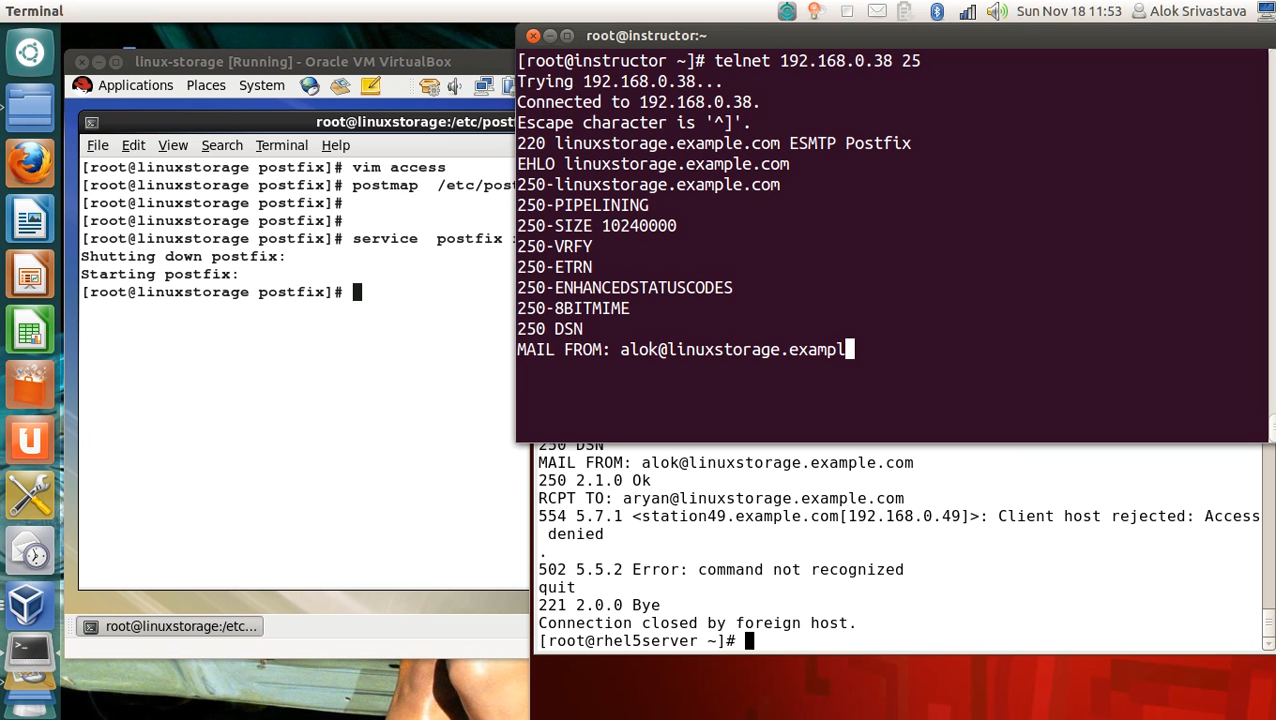 Terminal
Sun Nov 18 11:53
Alok Srivastava
linux-storage [Running] - Oracle VM VirtualBox
Applications Places System
root@linuxstorage:/etc/postf
File Edit View Search Terminal Help
[root@linuxstorage postfix]# vim access
[root@linuxstorage postfix]# postmap /etc/post
[root@linuxstorage postfix]#
[root@linuxstorage postfix]#
[root@linuxstorage postfix]# service postfix
Shutting down postfix:
Starting postfix:
[root@linuxstorage postfix]#
root@linuxstorage:/etc...
root@instructor:~
[root@instructor ~]# telnet 192.168.0.38 25
Trying 192.168.0.38...
Connected to 192.168.0.38.
Escape character is '^]'.
220 linuxstorage.example.com ESMTP Postfix
EHLO linuxstorage.example.com
250-linuxstorage.example.com
250-PIPELINING
250-SIZE 10240000
250-VRFY
250-ETRN
250-ENHANCEDSTATUSCODES
250-8BITMIME
250 DSN
MAIL FROM: alok@linuxstorage.exampl
250 DSN
MAIL FROM: alok@linuxstorage.example.com
250 2.1.0 Ok
RCPT TO: aryan@linuxstorage.example.com
554 5.7.1 <station49.example.com[192.168.0.49]>: Client host rejected: Access
denied
.
502 5.5.2 Error: command not recognized
quit
221 2.0.0 Bye
Connection closed by foreign host.
[root@rhel5server ~]#